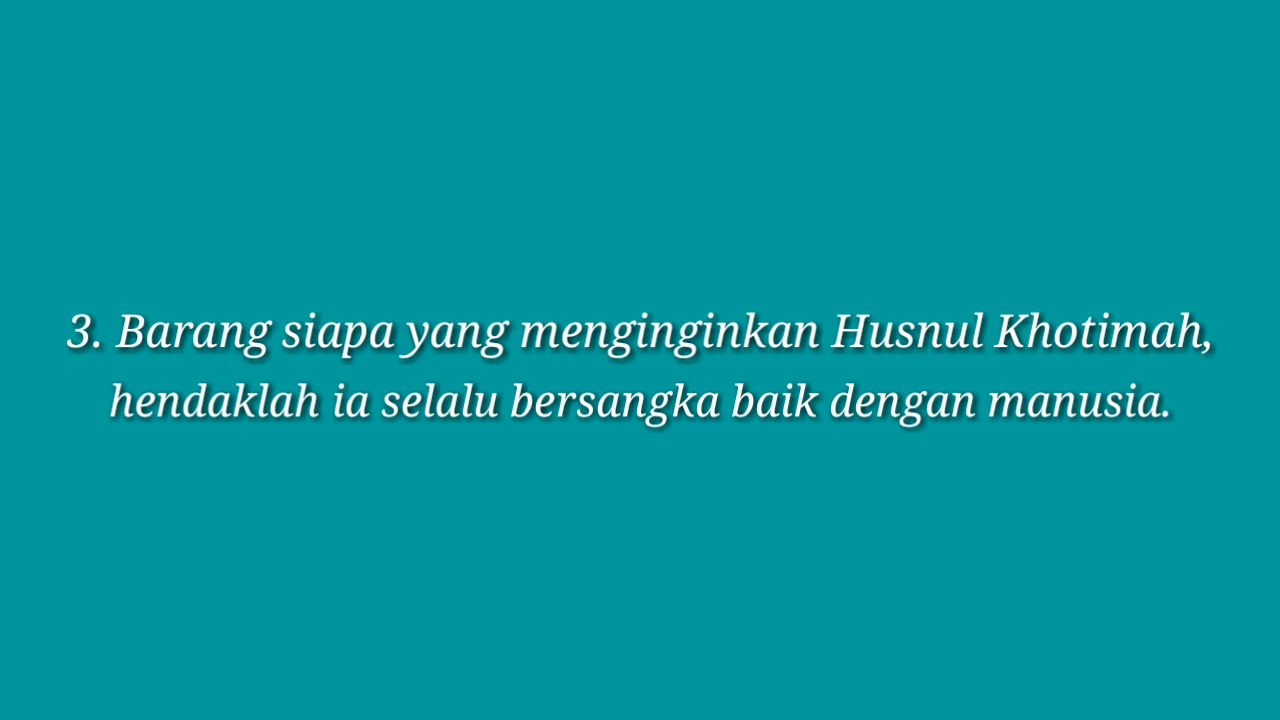 3. Barang siapa yang menginginkan Husnul Khotimah,
hendaklah ia selalu bersangka baik dengan manusia.